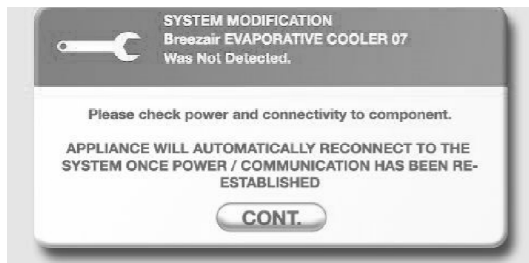 SYSTEM MODIFICATION
Breezair EVAPORATIVE COOLER 07
Was Not Detected.
Please check power and connectivity to component.
APPLIANCE WILL AUTOMATICALLY RECONNECT TO THE
SYSTEM ONCE POWER / COMMUNICATION HAS BEEN RE-
ESTABLISHED
CONT.